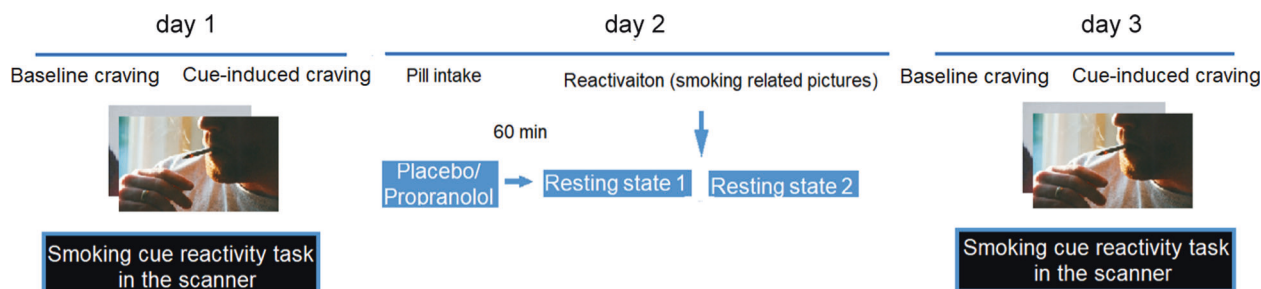 day 1
Baseline craving
Cue-induced craving
Smoking cue reactivity task
in the scanner
day 2
Pill intake
Reactivaiton (smoking related pictures)
60 min
Placebo/
Propranolol
Resting state 1
Resting state 2
day 3
Baseline craving
Cue-induced craving
Smoking cue reactivity task
in the scanner